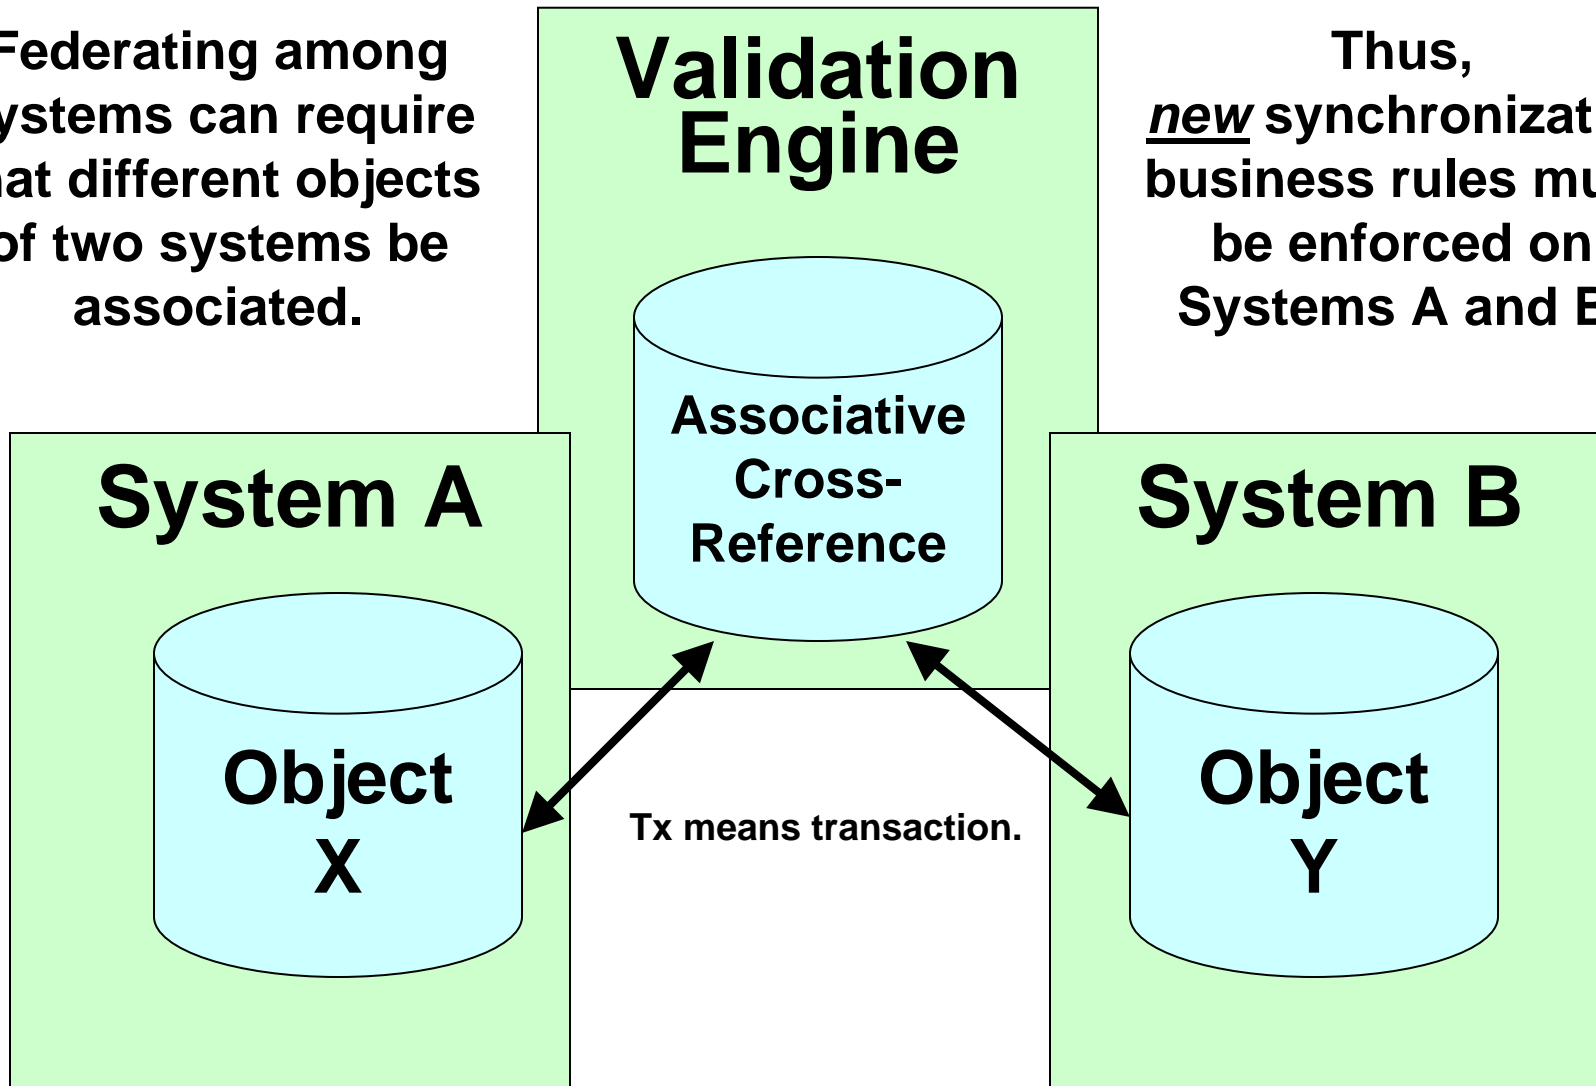 Federating among
ystems can require
hat different objects
of two systems be
associated.
Validation
Engine
Thus,
new synchronizat
business rules mu
be enforced on
Systems A and B
Associative
Cross-
Reference
System A
System B
Object
X
Tx means transaction.
Object
Y